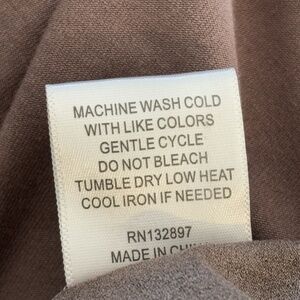 MACHINE WASH COLD
WITH LIKE COLORS
GENTLE CYCLE
DO NOT BLEACH
TUMBLE DRY LOW HEAT
COOL IRON IF NEEDED
RN132897
MADE IN